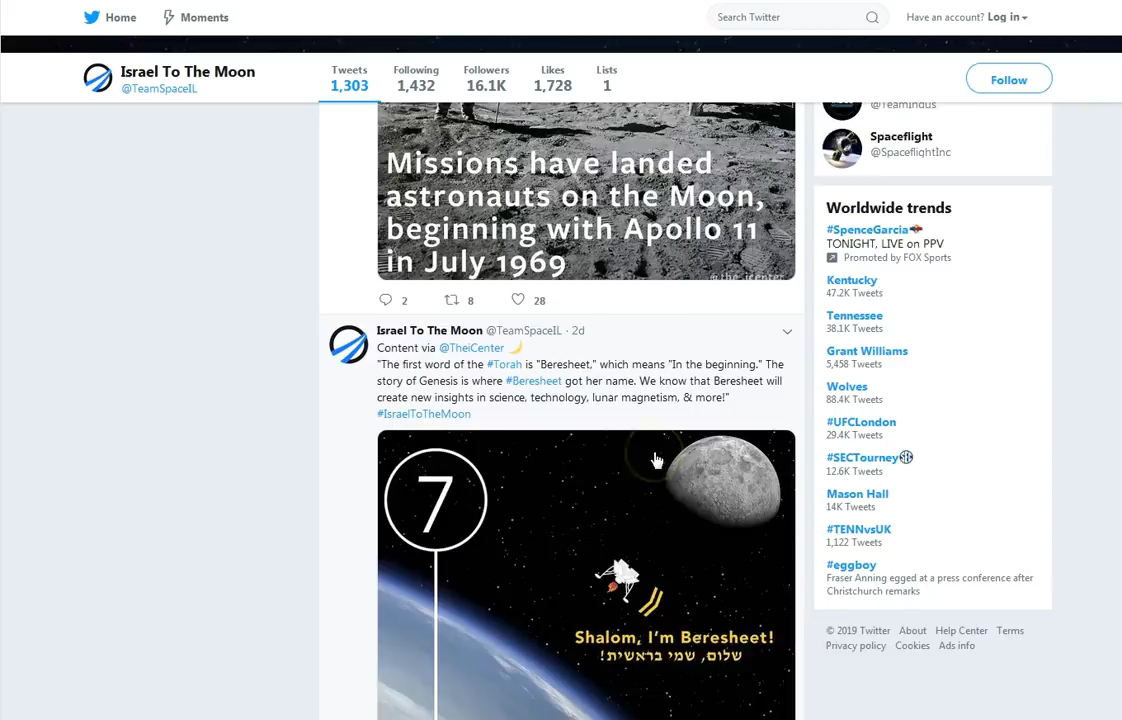 Home
Moments
Search Twitter
Have an account? Log in
Israel To The Moon
@TeamSpaceIL
Tweets
1,303
Following
1,432
Followers
16.1K
Likes
1,728
Lists
1
Follow
Missions have landed
astronauts on the Moon,
beginning with Apollo 11
in July 1969
@the_icenter
2
8
28
Israel To The Moon @TeamSpaceIL · 2d
Content via @TheiCenter
"The first word of the #Torah is "Beresheet," which means "In the beginning." The
story of Genesis is where #Beresheet got her name. We know that Beresheet will
create new insights in science, technology, lunar magnetism, & more!"
#IsraelToTheMoon
7
Shalom, I'm Beresheet!
שלום, שמי בראשית!
@TeamIndus
Spaceflight
@SpaceflightInc
Worldwide trends
#SpenceGarcia
TONIGHT, LIVE on PPV
Promoted by FOX Sports
Kentucky
47.2K Tweets
Tennessee
38.1K Tweets
Grant Williams
5,458 Tweets
Wolves
88.4K Tweets
#UFCLondon
29.4K Tweets
#SECTourney
12.6K Tweets
Mason Hall
14K Tweets
#TENNvsUK
1,122 Tweets
#eggboy
Fraser Anning egged at a press conference after
Christchurch remarks
© 2019 Twitter About Help Center Terms
Privacy policy Cookies Ads info